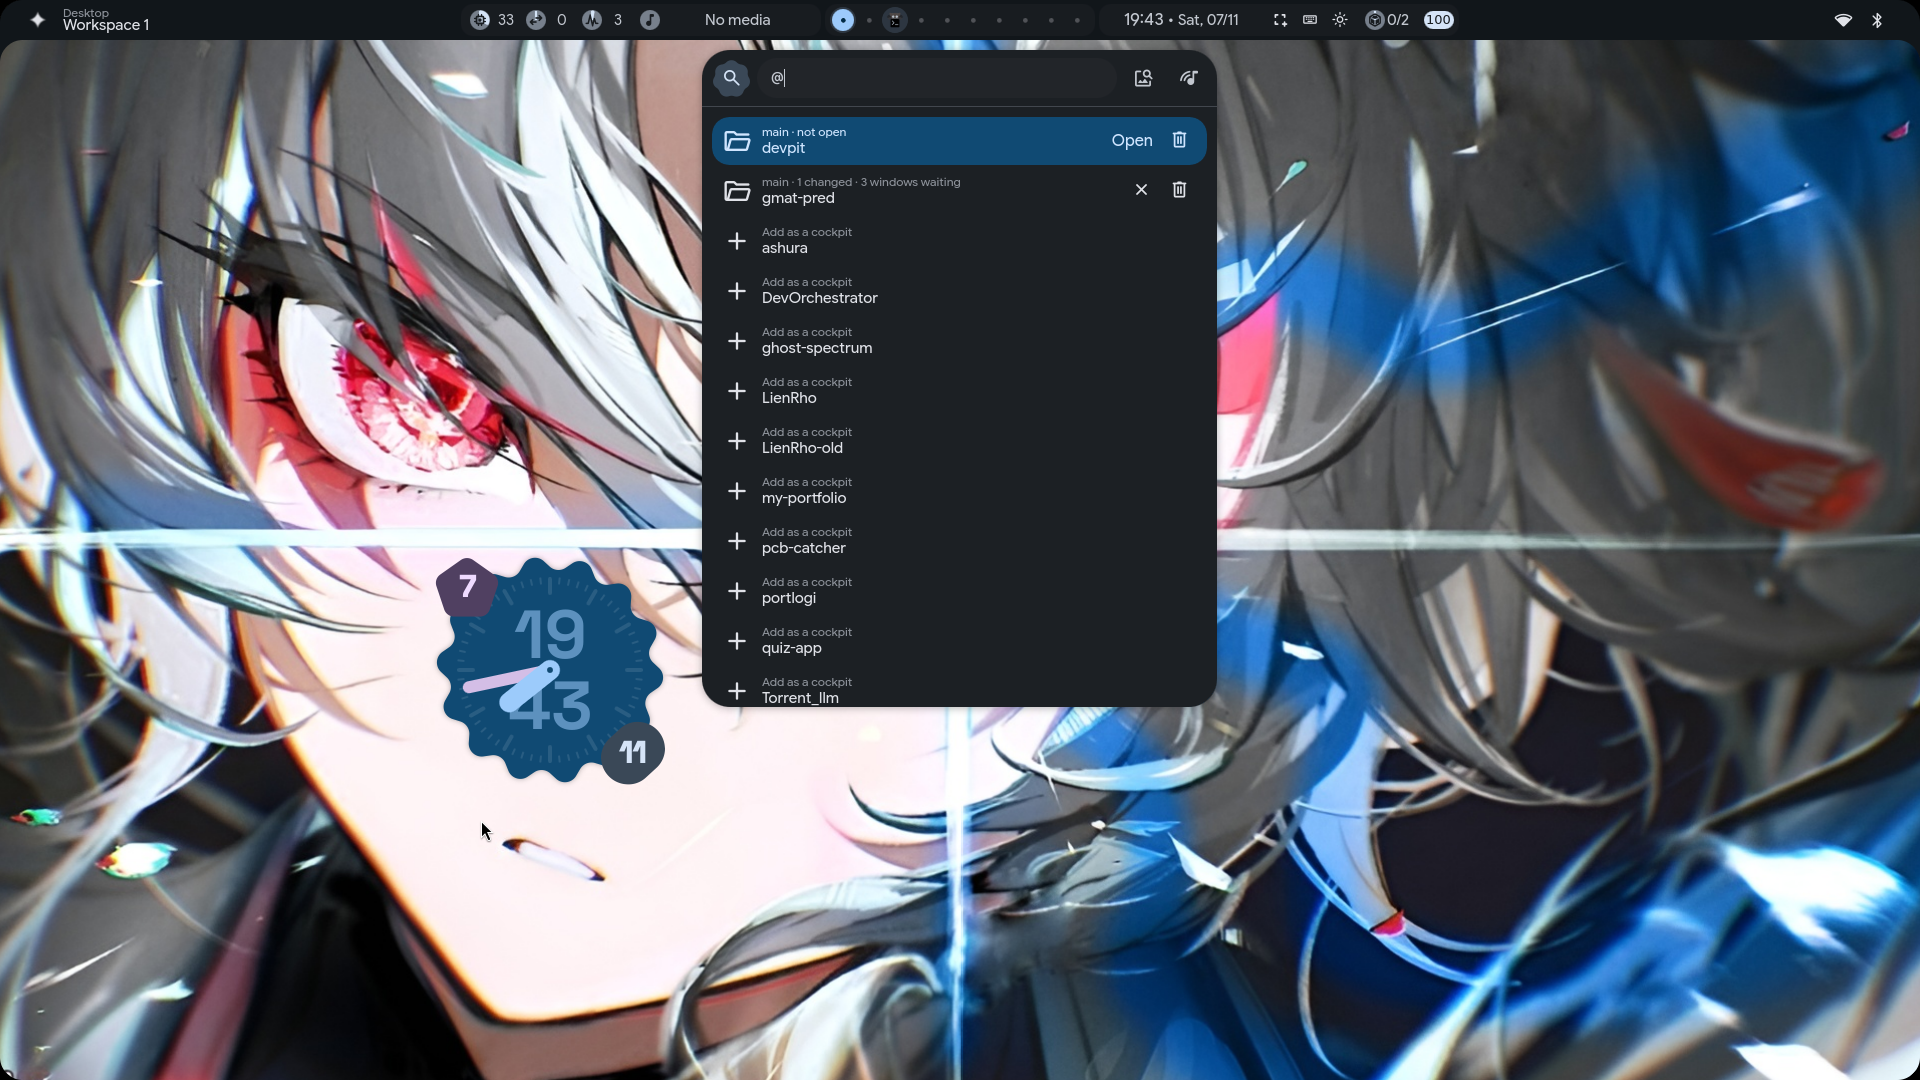 Desktop
Workspace 1
33
0
3
No media
19:43 • Sat, 07/11
0/2
100
@
main · not open
devpit
Open
main · 1 changed · 3 windows waiting
gmat-pred
Add as a cockpit
ashura
Add as a cockpit
DevOrchestrator
Add as a cockpit
ghost-spectrum
Add as a cockpit
LienRho
Add as a cockpit
LienRho-old
Add as a cockpit
my-portfolio
Add as a cockpit
pcb-catcher
Add as a cockpit
portlogi
Add as a cockpit
quiz-app
Add as a cockpit
Torrent_llm
7
19
43
11